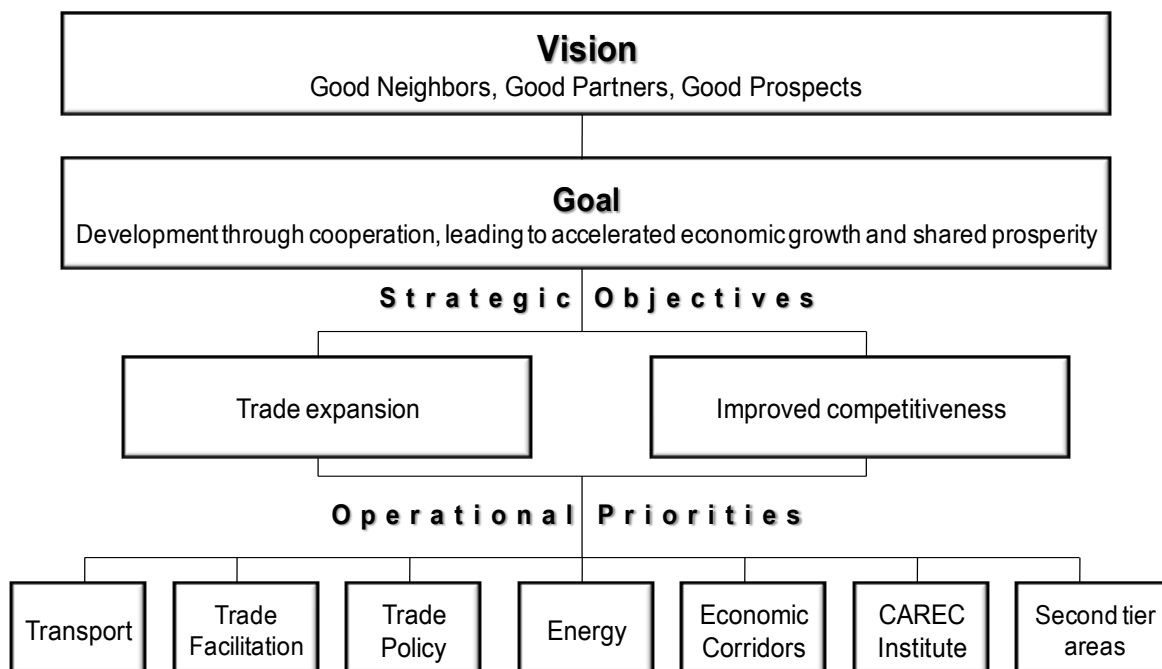 Vision
Good Neighbors, Good Partners, Good Prospects
Goal
Development through cooperation, leading to accelerated economic growth and shared prosperity
Strategic Objectives
Trade expansion
Improved competitiveness
Operational Priorities
Transport
Trade
Facilitation
Trade
Policy
Energy
Economic
Corridors
CAREC
Institute
Second tier
areas